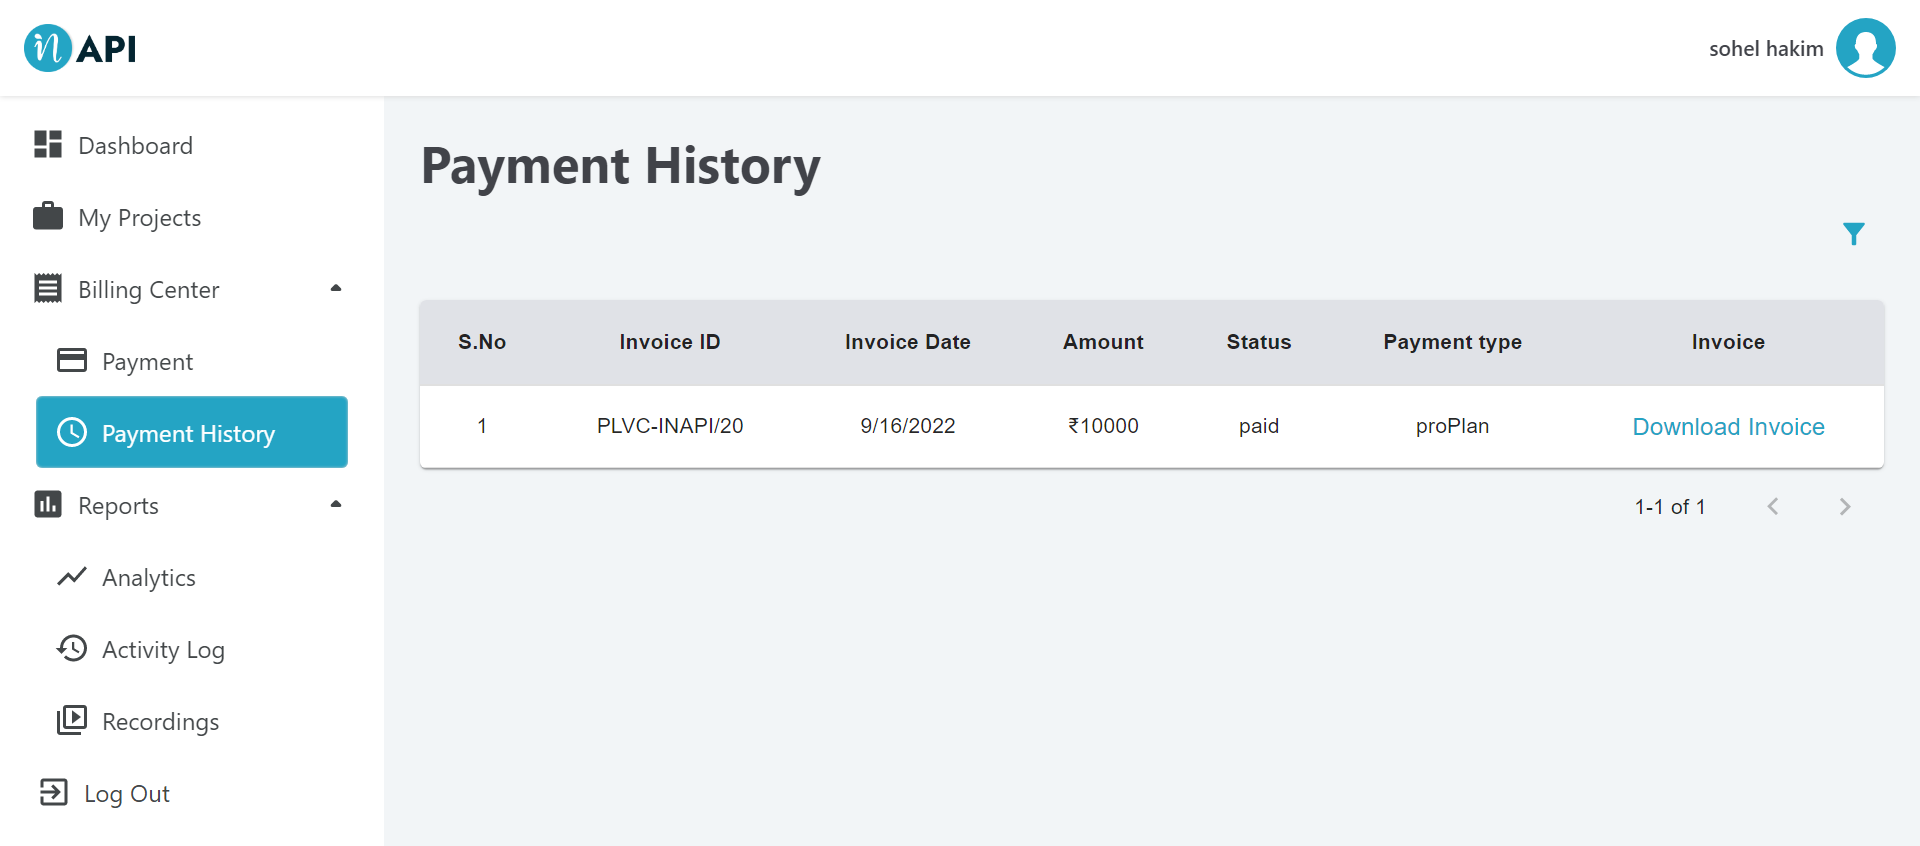 in API
sohel hakim
Dashboard
My Projects
Billing Center
Payment
Payment History
Reports
Analytics
Activity Log
Recordings
Log Out
Payment History
S.No Invoice ID Invoice Date Amount Status Payment type Invoice
1 PLVC-INAPI/20 9/16/2022 ₹10000 paid proPlan Download Invoice
1-1 of 1